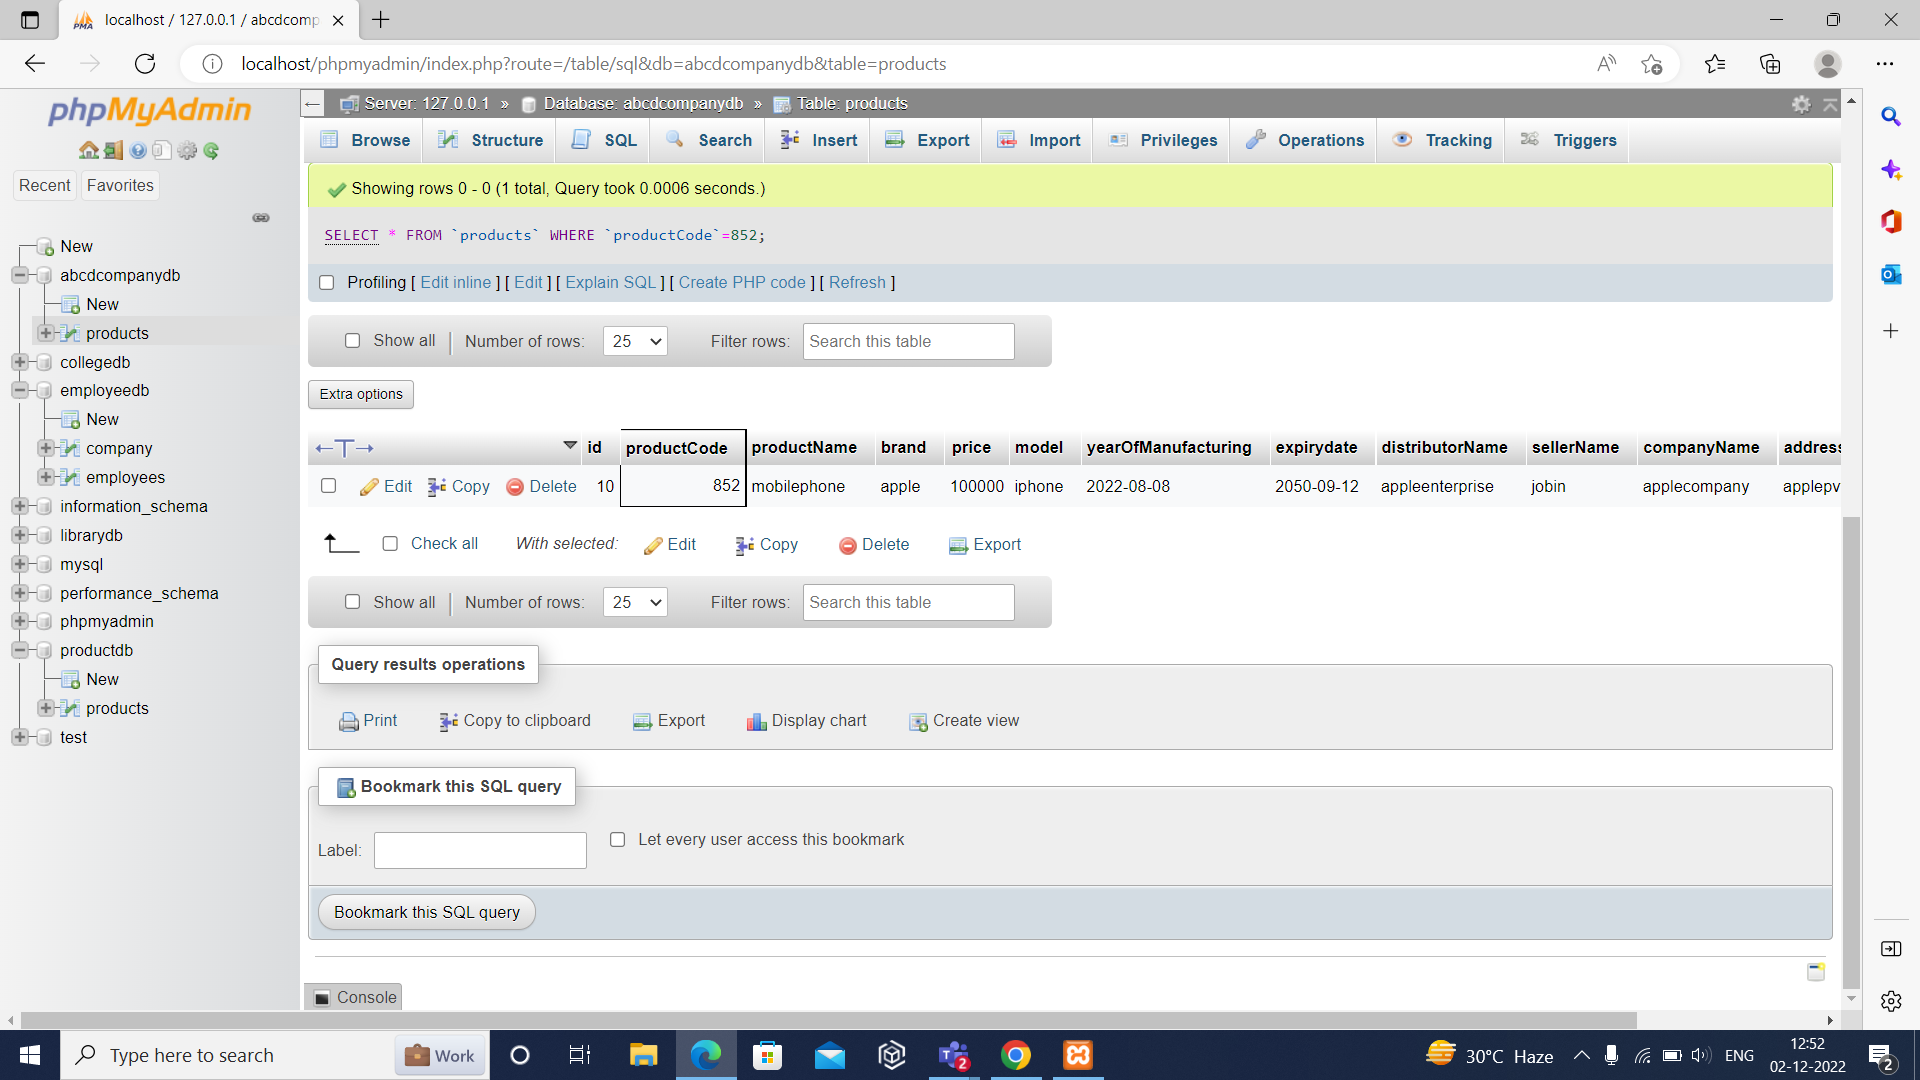 localhost / 127.0.0.1 / abcdcomp
localhost/phpmyadmin/index.php?route=/table/sql&db=abcdcompanydb&table=products
phpMyAdmin
Recent Favorites
New
abcdcompanydb
New
products
collegedb
employeedb
New
company
employees
information_schema
librarydb
mysql
performance_schema
phpmyadmin
productdb
New
products
test
Server: 127.0.0.1 » Database: abcdcompanydb » Table: products
Browse Structure SQL Search Insert Export Import Privileges Operations Tracking Triggers
Showing rows 0 - 0 (1 total, Query took 0.0006 seconds.)
SELECT * FROM `products` WHERE `productCode`=852;
Profiling [ Edit inline ] [ Edit ] [ Explain SQL ] [ Create PHP code ] [ Refresh ]
Show all Number of rows: 25 Filter rows: Search this table
Extra options
id productCode productName brand price model yearOfManufacturing expirydate distributorName sellerName companyName address
Edit Copy Delete 10 852 mobilephone apple 100000 iphone 2022-08-08 2050-09-12 appleenterprise jobin applecompany applepv
Check all With selected: Edit Copy Delete Export
Show all Number of rows: 25 Filter rows: Search this table
Query results operations
Print Copy to clipboard Export Display chart Create view
Bookmark this SQL query
Label: Let every user access this bookmark
Bookmark this SQL query
Console
Type here to search Work
2
30°C Haze ENG
12:52
02-12-2022
2